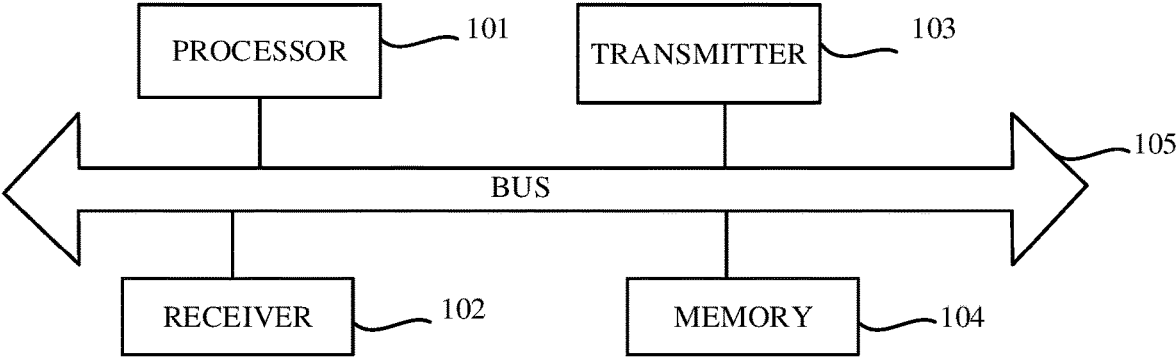 PROCESSOR
101
TRANSMITTER
103
105
BUS
RECEIVER
102
MEMORY
104